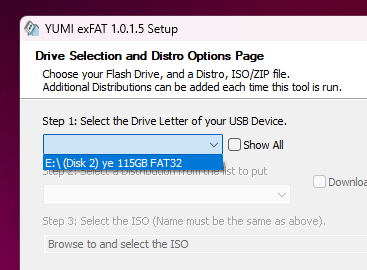 YUMI exFAT 1.0.1.5 Setup
Drive Selection and Distro Options Page
Choose your Flash Drive, and a Distro, ISO/ZIP file.
Additional Distributions can be added each time this tool is run.
Step 1: Select the Drive Letter of your USB Device.
Show All
E:\ (Disk 2) ye 115GB FAT32
Step 2: Select a Distribution from the list to put
Downloa
Step 3: Select the ISO (Name must be the same as above).
Browse to and select the ISO